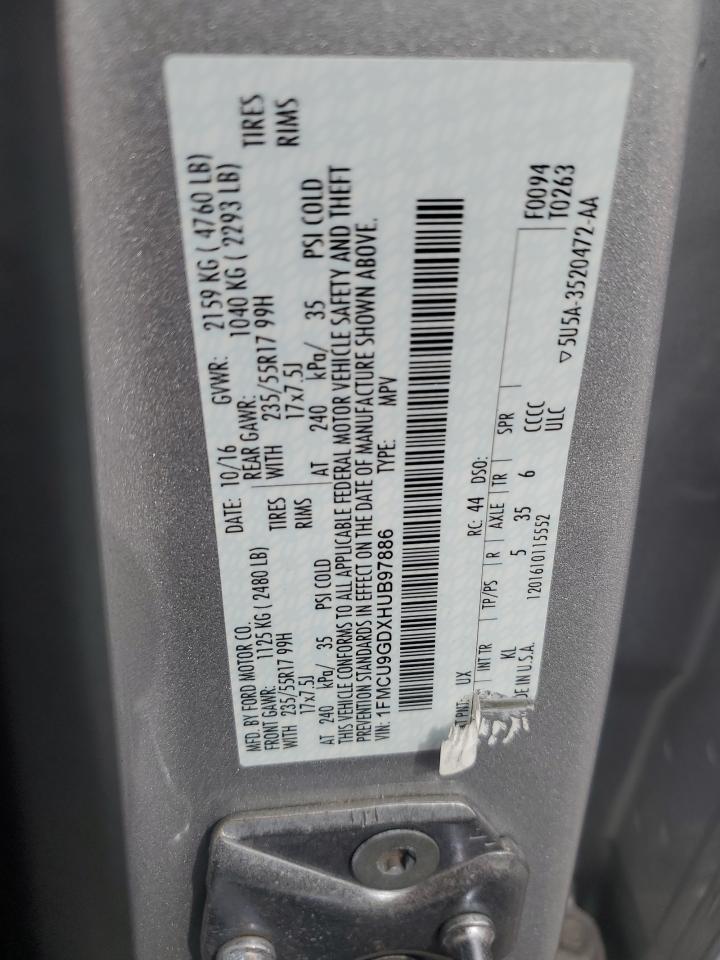 MFD. BY FORD MOTOR CO. DATE: 10/16 GVWR: 2159 KG ( 4760 LB)
FRONT GAWR: 1125 KG ( 2480 LB) REAR GAWR: 1040 KG ( 2293 LB)
WITH 235/55R17 99H TIRES WITH 235/55R17 99H TIRES
17x7.5J RIMS 17x7.5J RIMS
AT 240 kPa/ 35 PSI COLD AT 240 kPa/ 35 PSI COLD
THIS VEHICLE CONFORMS TO ALL APPLICABLE FEDERAL MOTOR VEHICLE SAFETY AND THEFT
PREVENTION STANDARDS IN EFFECT ON THE DATE OF MANUFACTURE SHOWN ABOVE.
VIN: 1FMCU9GDXHUB97886 TYPE: MPV
T PNT: UX RC: 44 DSO:
INT TR TP/PS R AXLE TR SPR F0094
KL 5 35 6 CCCC T0263
DE IN U.S.A. 1201610115552 ULC ▽5U5A-3520472-AA